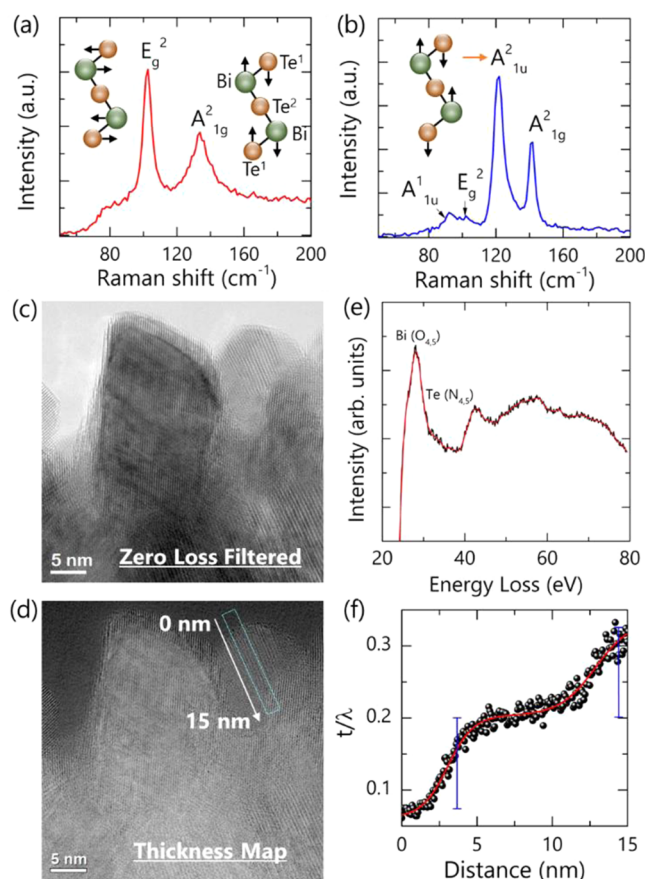 (a)
E_g^2
A^2_1g
Te^1
Bi
Te^2
Bi
Te^1
Intensity (a.u.)
80 120 160 200
Raman shift (cm^-1)
(b)
A^2_1u
A^2_1g
A^1_1u
E_g^2
Intensity (a.u.)
80 120 160 200
Raman shift (cm^-1)
(c)
5 nm
Zero Loss Filtered
(e)
Bi (O_4,5)
Te (N_4,5)
Intensity (arb. units)
20 40 60 80
Energy Loss (eV)
(d)
0 nm
15 nm
5 nm
Thickness Map
(f)
t/λ
0.3
0.2
0.1
0 5 10 15
Distance (nm)